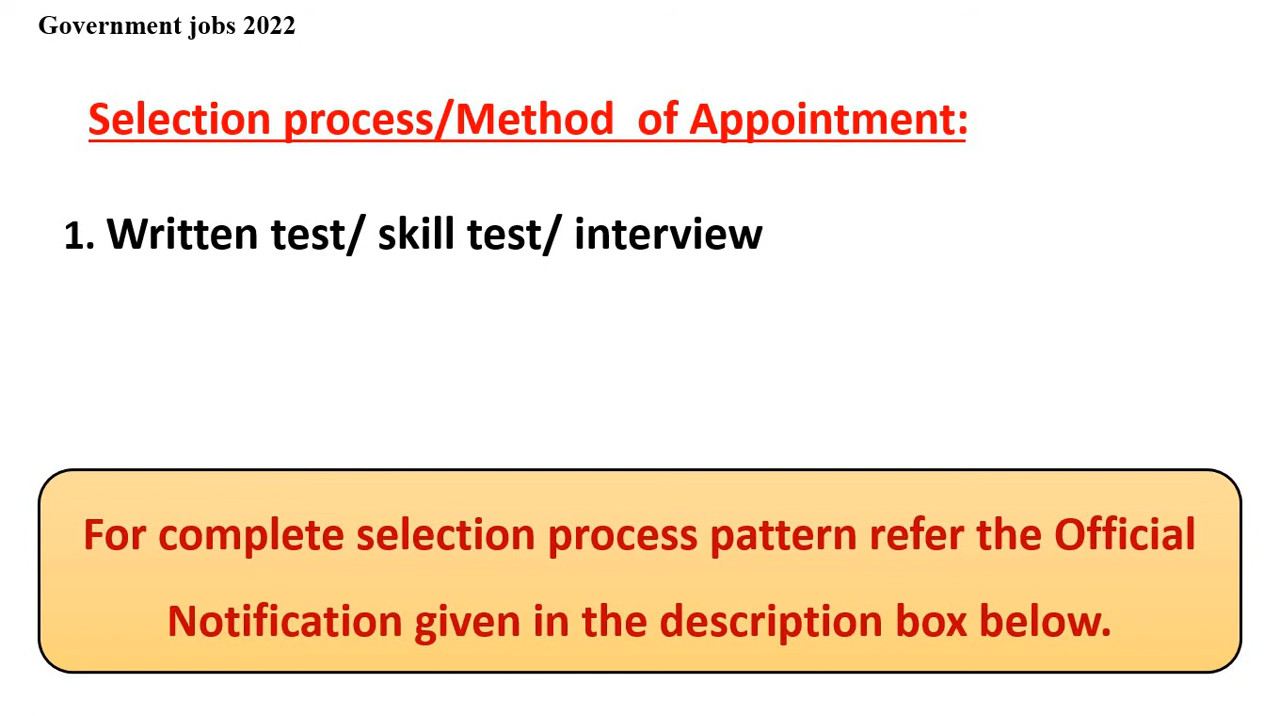 Government jobs 2022
Selection process/Method  of Appointment:
1. Written test/ skill test/ interview
For complete selection process pattern refer the Official
Notification given in the description box below.